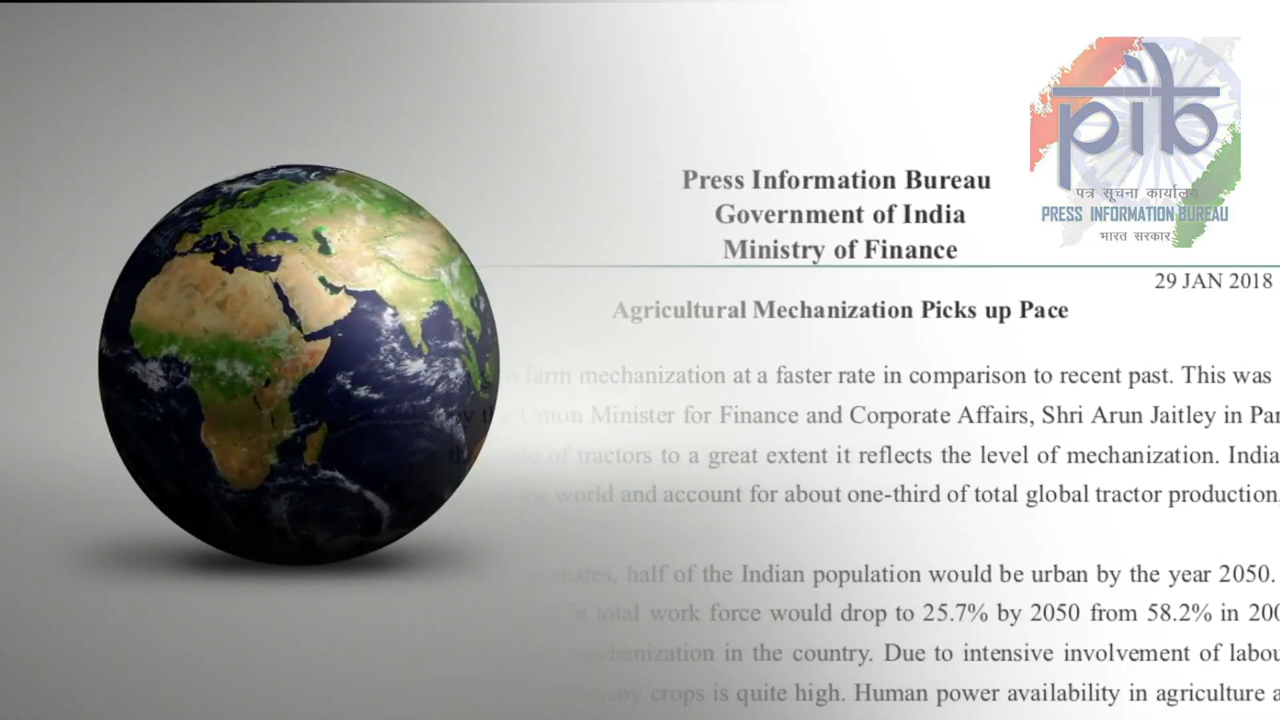 pib
पत्र सूचना कार्यालय
PRESS INFORMATION BUREAU
भारत सरकार
Press Information Bureau
Government of India
Ministry of Finance
29 JAN 2018
Agricultural Mechanization Picks up Pace
farm mechanization at a faster rate in comparison to recent past. This was
by the Union Minister for Finance and Corporate Affairs, Shri Arun Jaitley in Par
of tractors to a great extent it reflects the level of mechanization. India
the world and account for about one-third of total global tractor production,
half of the Indian population would be urban by the year 2050.
in total work force would drop to 25.7% by 2050 from 58.2% in 200
mechanization in the country. Due to intensive involvement of labou
many crops is quite high. Human power availability in agriculture a